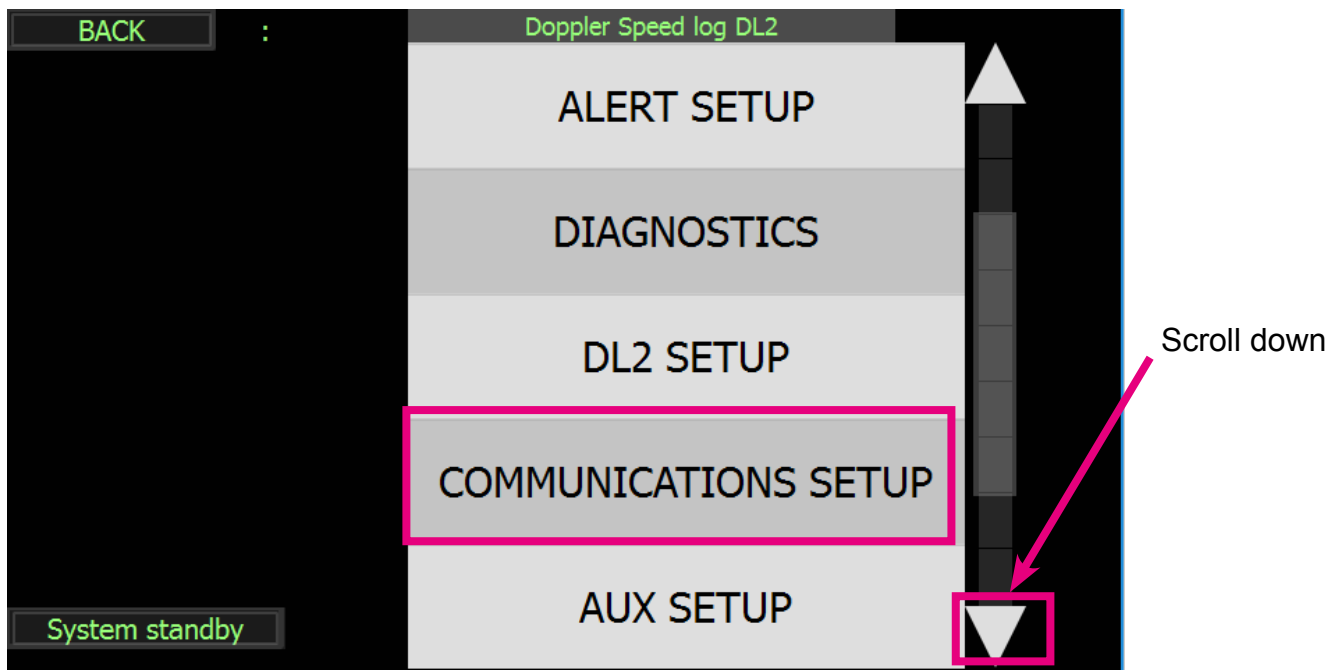 BACK : Doppler Speed log DL2
ALERT SETUP
DIAGNOSTICS
DL2 SETUP
Scroll down
COMMUNICATIONS SETUP
AUX SETUP
System standby